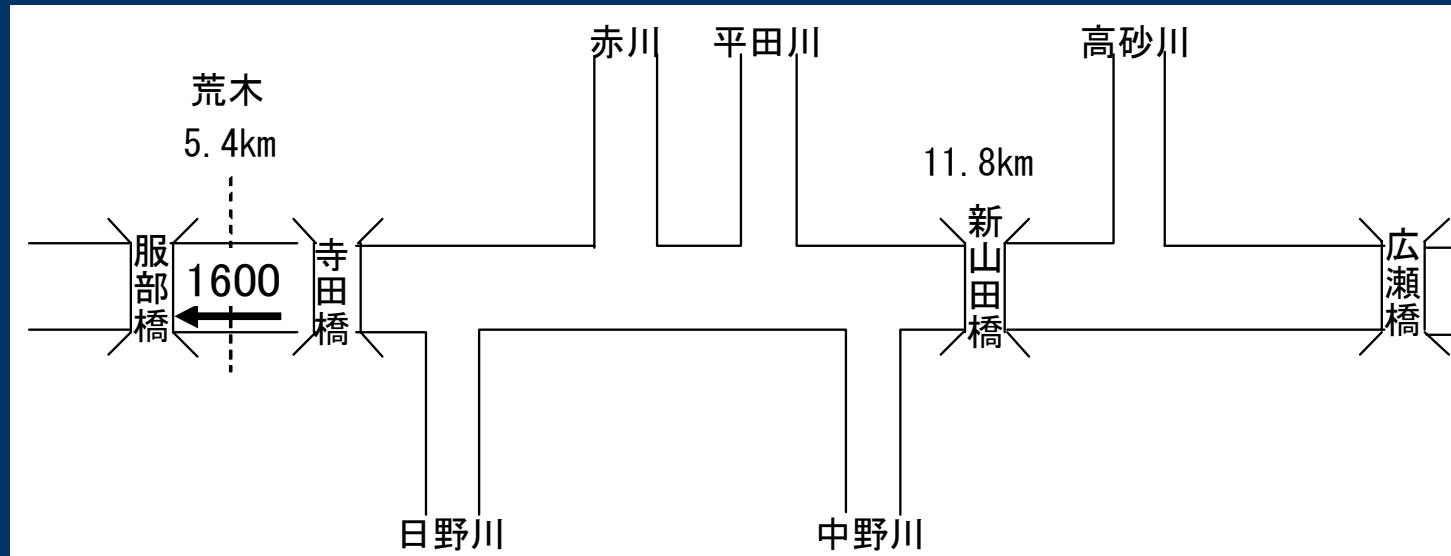 赤川
平田川
高砂川
荒木
5.4km
11.8km
服部橋
1600
寺田橋
新山田橋
広瀬橋
日野川
中野川